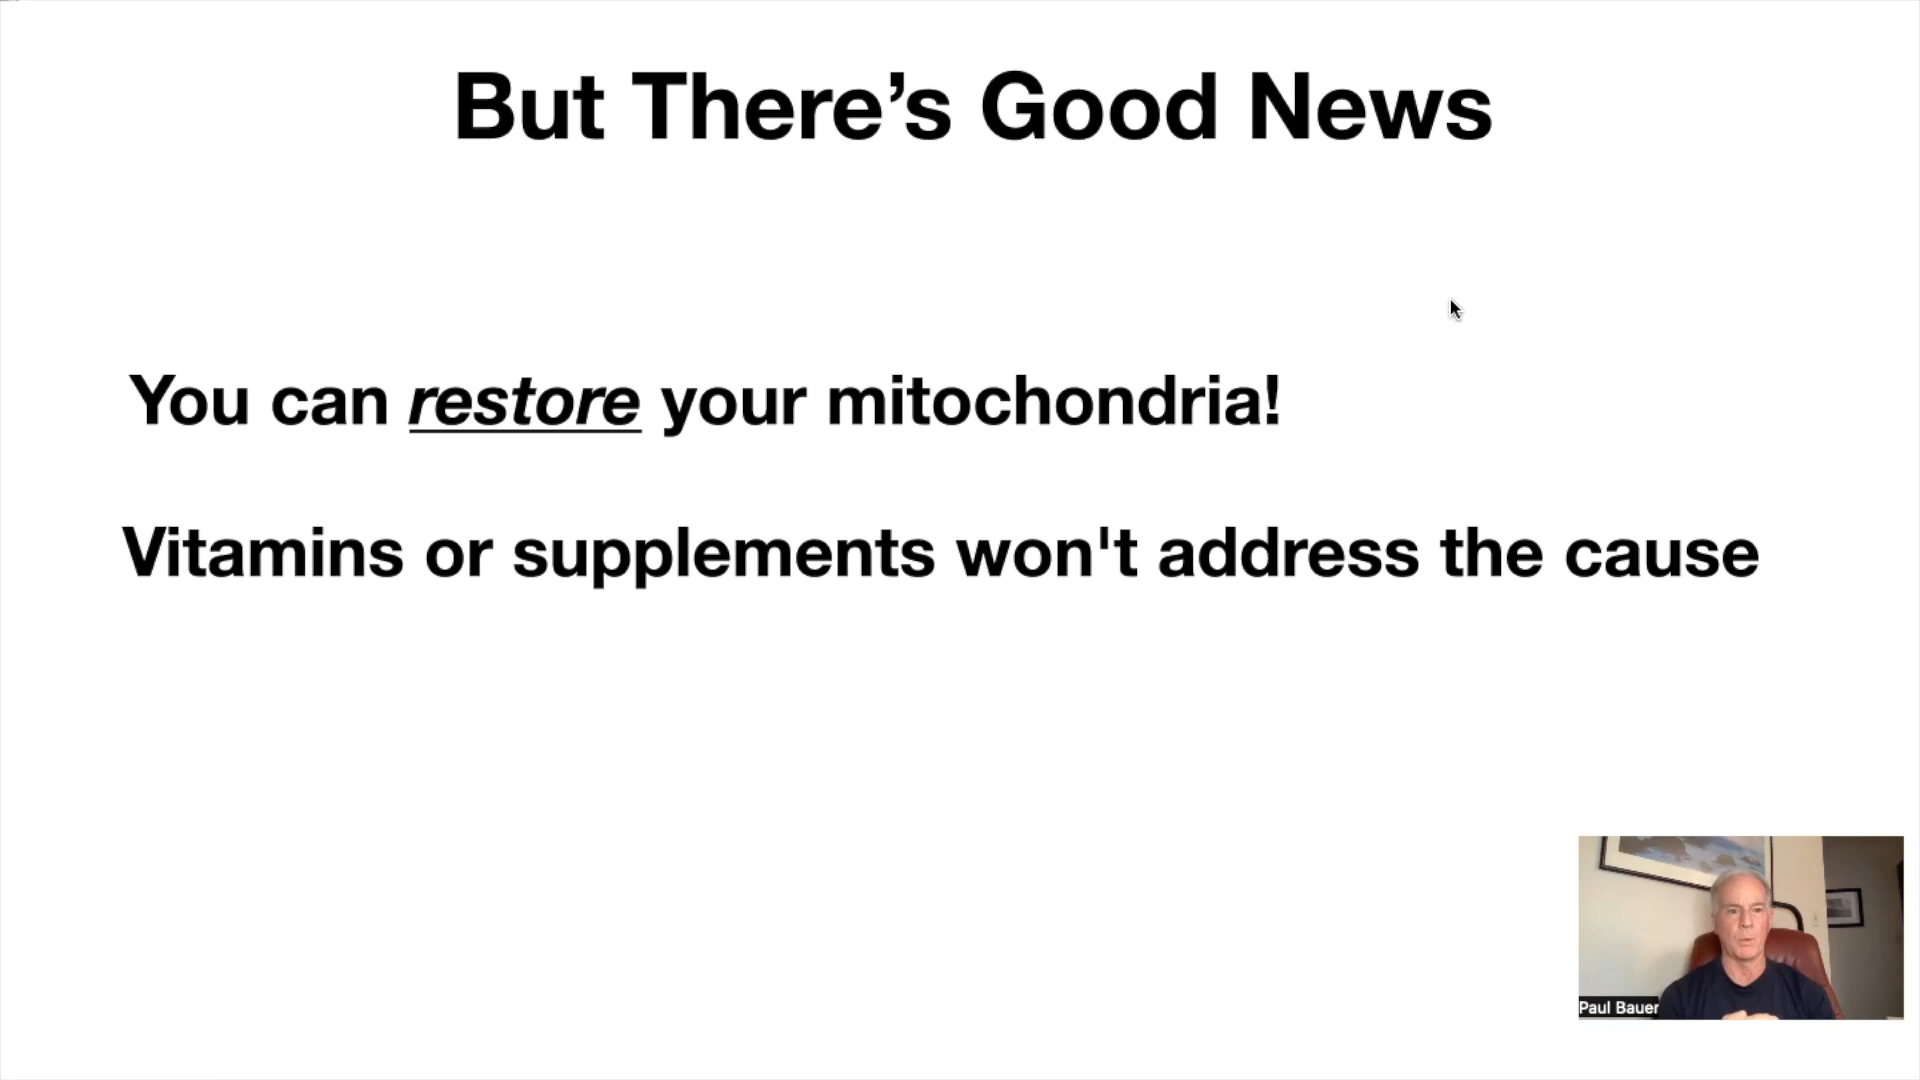 But There’s Good News
You can restore your mitochondria!
Vitamins or supplements won't address the cause
Paul Bauer